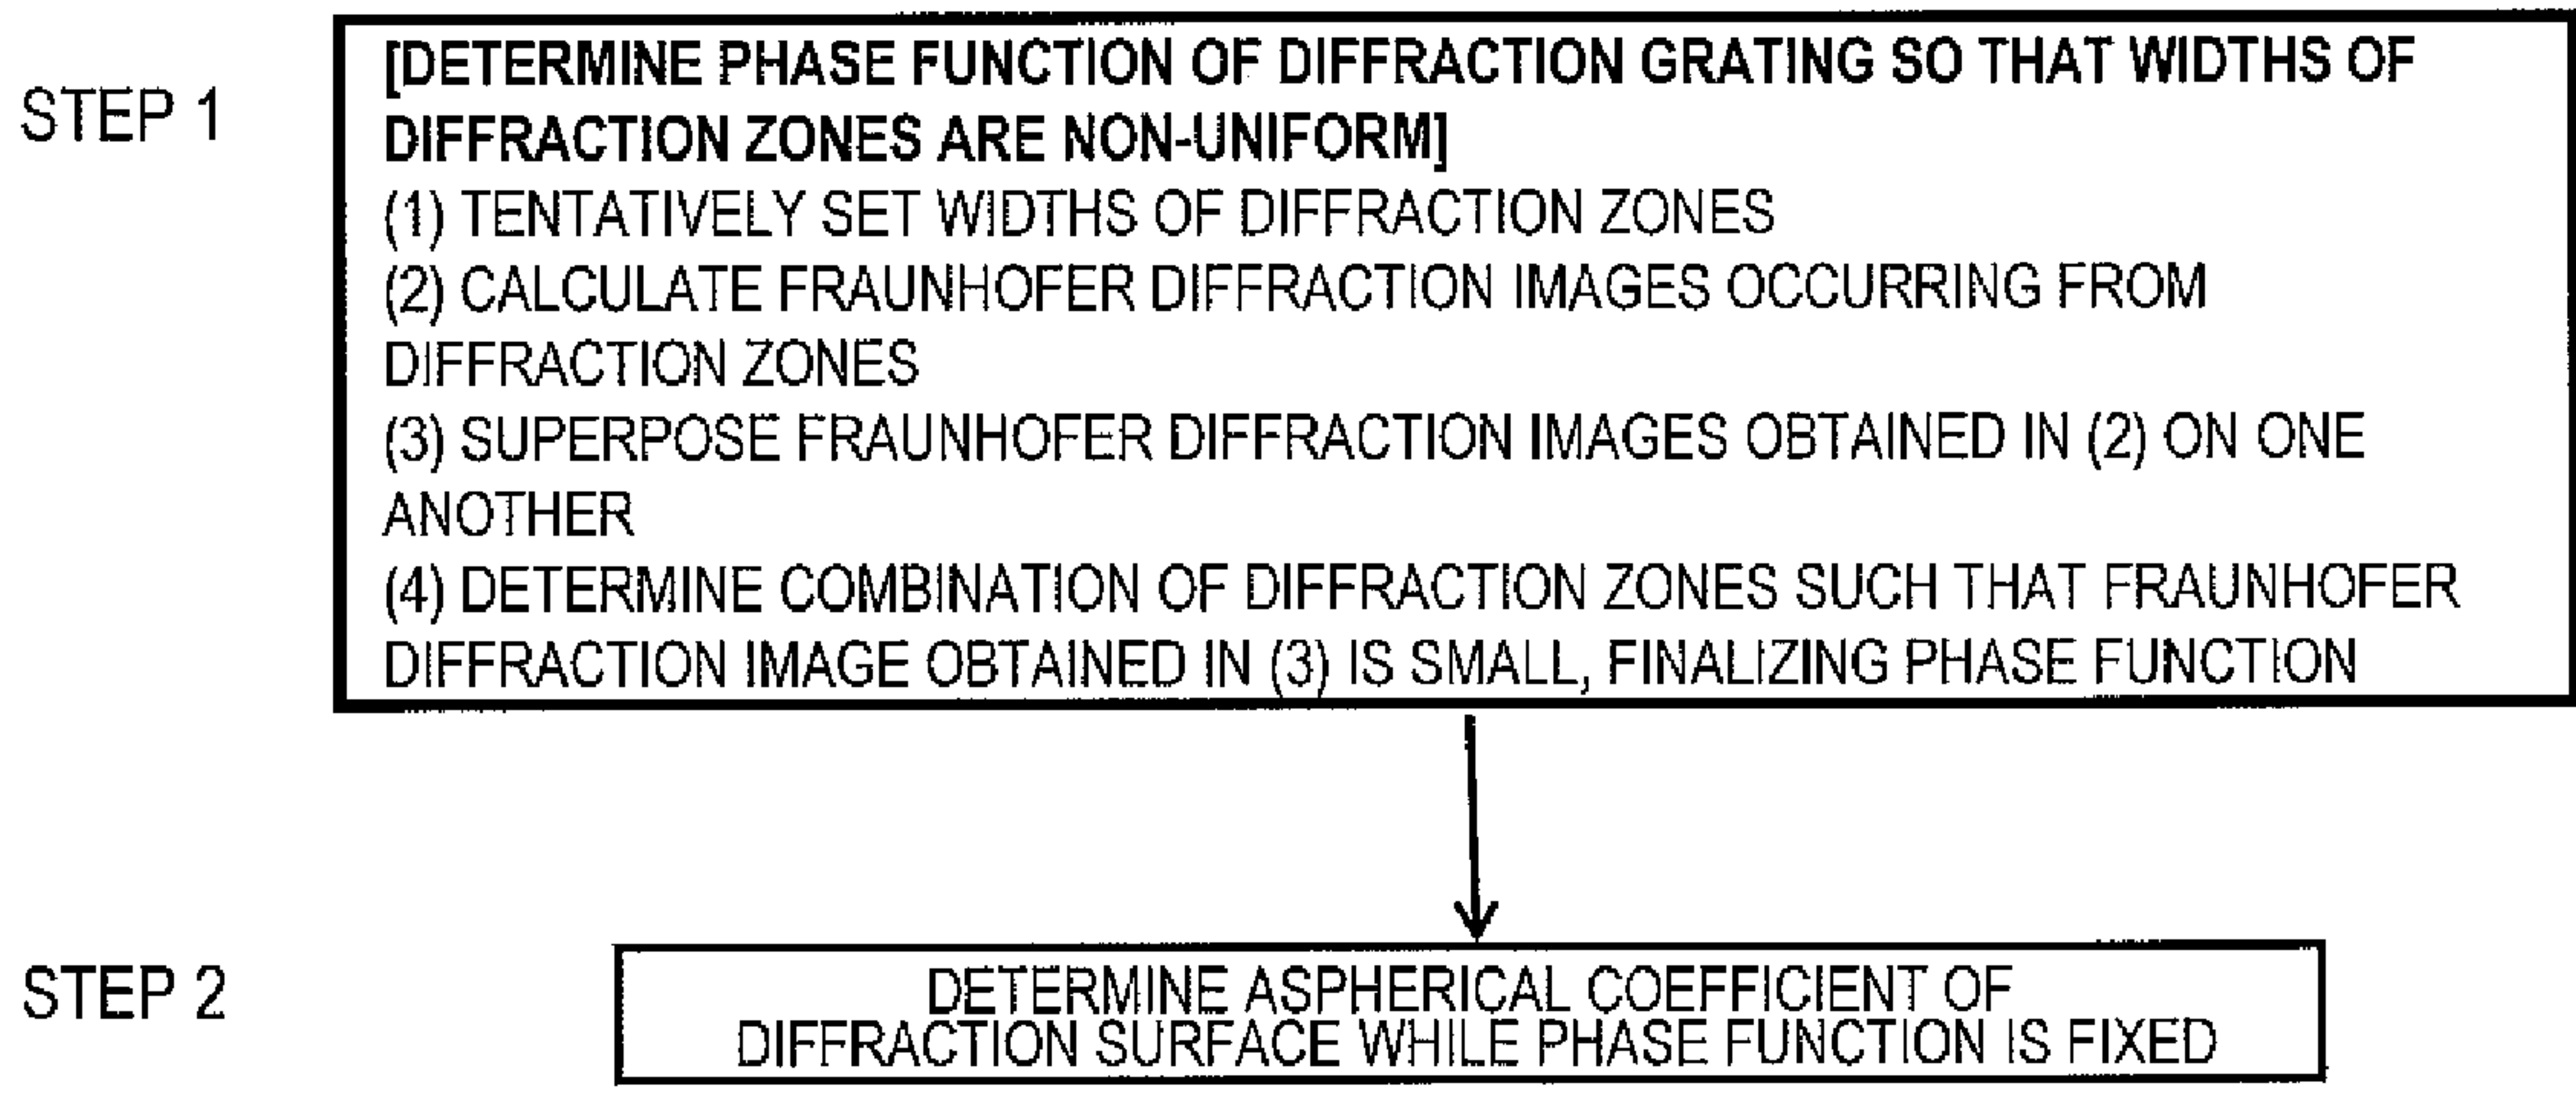 STEP 1
[DETERMINE PHASE FUNCTION OF DIFFRACTION GRATING SO THAT WIDTHS OF
DIFFRACTION ZONES ARE NON-UNIFORM]
(1) TENTATIVELY SET WIDTHS OF DIFFRACTION ZONES
(2) CALCULATE FRAUNHOFER DIFFRACTION IMAGES OCCURRING FROM
DIFFRACTION ZONES
(3) SUPERPOSE FRAUNHOFER DIFFRACTION IMAGES OBTAINED IN (2) ON ONE
ANOTHER
(4) DETERMINE COMBINATION OF DIFFRACTION ZONES SUCH THAT FRAUNHOFER
DIFFRACTION IMAGE OBTAINED IN (3) IS SMALL, FINALIZING PHASE FUNCTION
STEP 2
DETERMINE ASPHERICAL COEFFICIENT OF
DIFFRACTION SURFACE WHILE PHASE FUNCTION IS FIXED